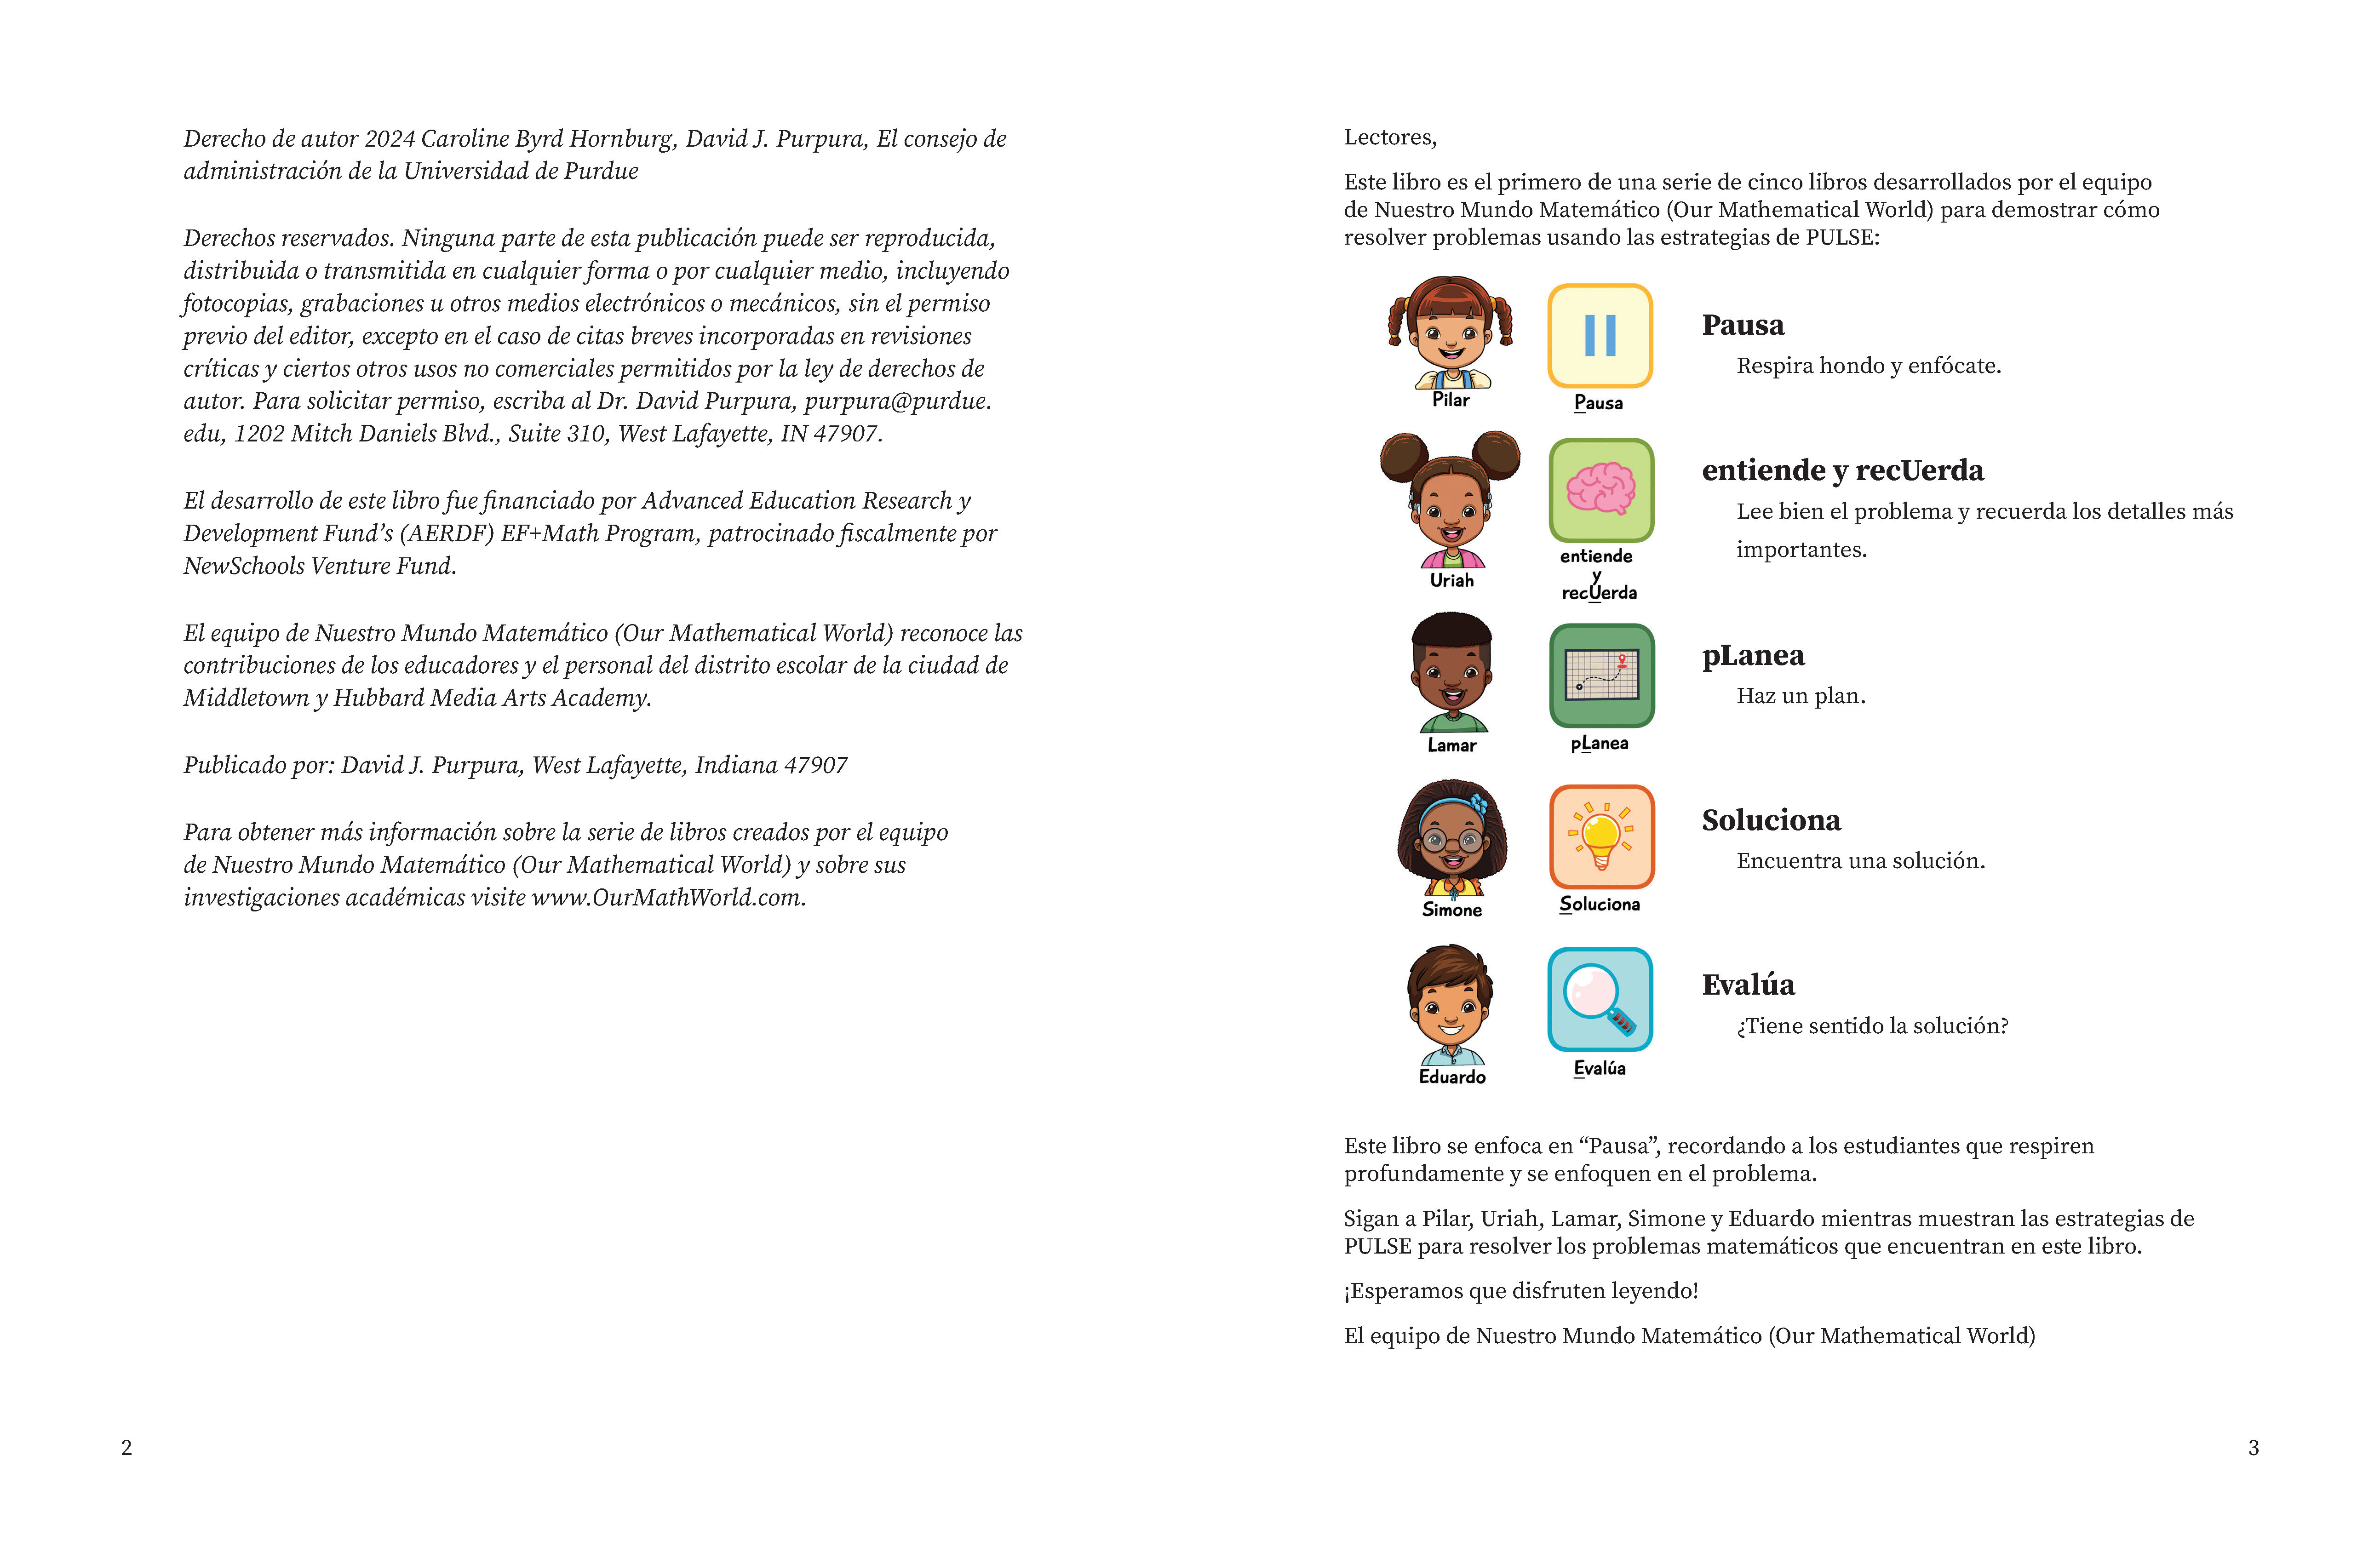 Derecho de autor 2024 Caroline Byrd Hornburg, David J. Purpura, El consejo de
administración de la Universidad de Purdue
Derechos reservados. Ninguna parte de esta publicación puede ser reproducida,
distribuida o transmitida en cualquier forma o por cualquier medio, incluyendo
fotocopias, grabaciones u otros medios electrónicos o mecánicos, sin el permiso
previo del editor, excepto en el caso de citas breves incorporadas en revisiones
críticas y ciertos otros usos no comerciales permitidos por la ley de derechos de
autor. Para solicitar permiso, escriba al Dr. David Purpura, purpura@purdue.
edu, 1202 Mitch Daniels Blvd., Suite 310, West Lafayette, IN 47907.
El desarrollo de este libro fue financiado por Advanced Education Research y
Development Fund’s (AERDF) EF+Math Program, patrocinado fiscalmente por
NewSchools Venture Fund.
El equipo de Nuestro Mundo Matemático (Our Mathematical World) reconoce las
contribuciones de los educadores y el personal del distrito escolar de la ciudad de
Middletown y Hubbard Media Arts Academy.
Publicado por: David J. Purpura, West Lafayette, Indiana 47907
Para obtener más información sobre la serie de libros creados por el equipo
de Nuestro Mundo Matemático (Our Mathematical World) y sobre sus
investigaciones académicas visite www.OurMathWorld.com.
2
Lectores,
Este libro es el primero de una serie de cinco libros desarrollados por el equipo
de Nuestro Mundo Matemático (Our Mathematical World) para demostrar cómo
resolver problemas usando las estrategias de PULSE:
Pilar
Pausa
Pausa
Respira hondo y enfócate.
Uriah
entiende
y
recUerda
entiende y recUerda
Lee bien el problema y recuerda los detalles más
importantes.
Lamar
pLanea
pLanea
Haz un plan.
Simone
Soluciona
Soluciona
Encuentra una solución.
Eduardo
Evalúa
Evalúa
¿Tiene sentido la solución?
Este libro se enfoca en “Pausa”, recordando a los estudiantes que respiren
profundamente y se enfoquen en el problema.
Sigan a Pilar, Uriah, Lamar, Simone y Eduardo mientras muestran las estrategias de
PULSE para resolver los problemas matemáticos que encuentran en este libro.
¡Esperamos que disfruten leyendo!
El equipo de Nuestro Mundo Matemático (Our Mathematical World)
3